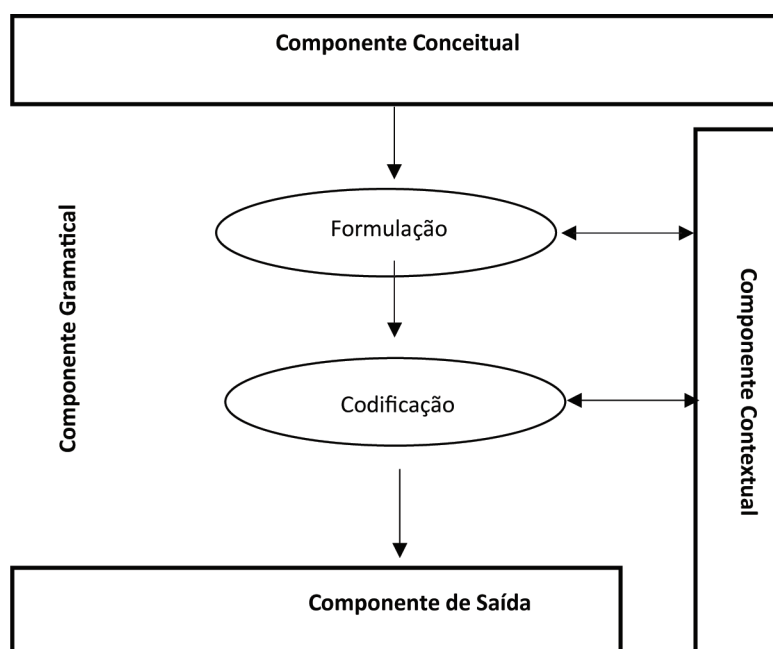 Componente Conceitual
Formulação
Componente Gramatical
Componente Contextual
Codificação
Componente de Saída